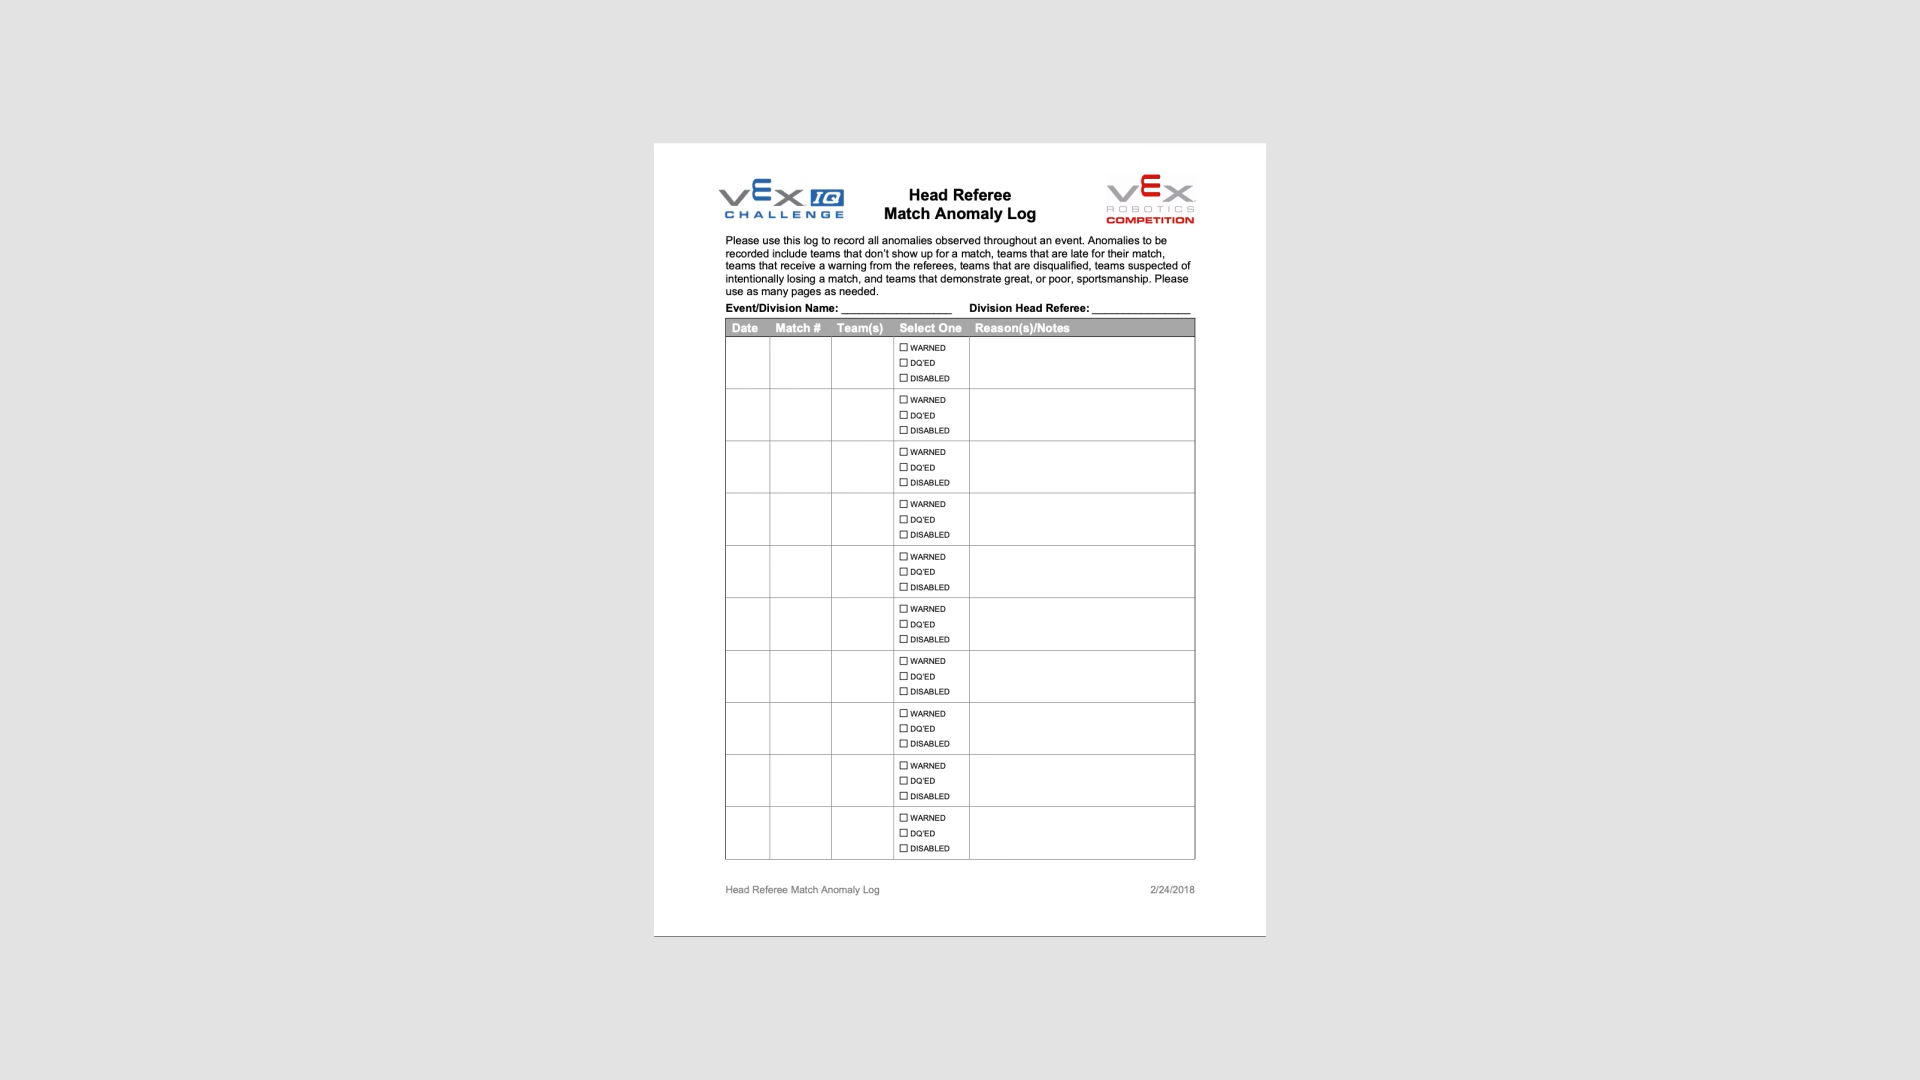 VEX IQ
CHALLENGE
Head Referee
Match Anomaly Log
VEX
ROBOTICS
COMPETITION
Please use this log to record all anomalies observed throughout an event. Anomalies to be
recorded include teams that don’t show up for a match, teams that are late for their match,
teams that receive a warning from the referees, teams that are disqualified, teams suspected of
intentionally losing a match, and teams that demonstrate great, or poor, sportsmanship. Please
use as many pages as needed.
Event/Division Name: __________________ Division Head Referee: ________________
Date Match # Team(s) Select One Reason(s)/Notes
☐ WARNED
☐ DQ'ED
☐ DISABLED
☐ WARNED
☐ DQ'ED
☐ DISABLED
☐ WARNED
☐ DQ'ED
☐ DISABLED
☐ WARNED
☐ DQ'ED
☐ DISABLED
☐ WARNED
☐ DQ'ED
☐ DISABLED
☐ WARNED
☐ DQ'ED
☐ DISABLED
☐ WARNED
☐ DQ'ED
☐ DISABLED
☐ WARNED
☐ DQ'ED
☐ DISABLED
☐ WARNED
☐ DQ'ED
☐ DISABLED
☐ WARNED
☐ DQ'ED
☐ DISABLED
Head Referee Match Anomaly Log 2/24/2018